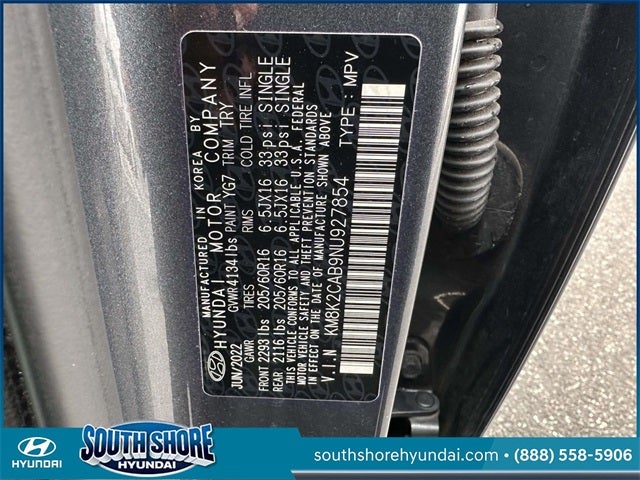 MANUFACTURED IN KOREA BY
HYUNDAI MOTOR COMPANY
JUN/2022 GVWR 4134 lbs PAINT YG7 TRIM TRY
GAWR TIRES RIMS COLD TIRE INFL
FRONT 2293 lbs 205/60R16 6.5JX16 33psi SINGLE
REAR 2116 lbs 205/60R16 6.5JX16 33psi SINGLE
THIS VEHICLE CONFORMS TO ALL APPLICABLE U.S.A. FEDERAL
MOTOR VEHICLE SAFETY AND THEFT PREVENTION STANDARDS
IN EFFECT ON THE DATE OF MANUFACTURE SHOWN ABOVE
V.I.N KM8K2CAB9NU927854 TYPE : MPV
HYUNDAI
SOUTH SHORE
HYUNDAI
southshorehyundai.com • (888) 558-5906